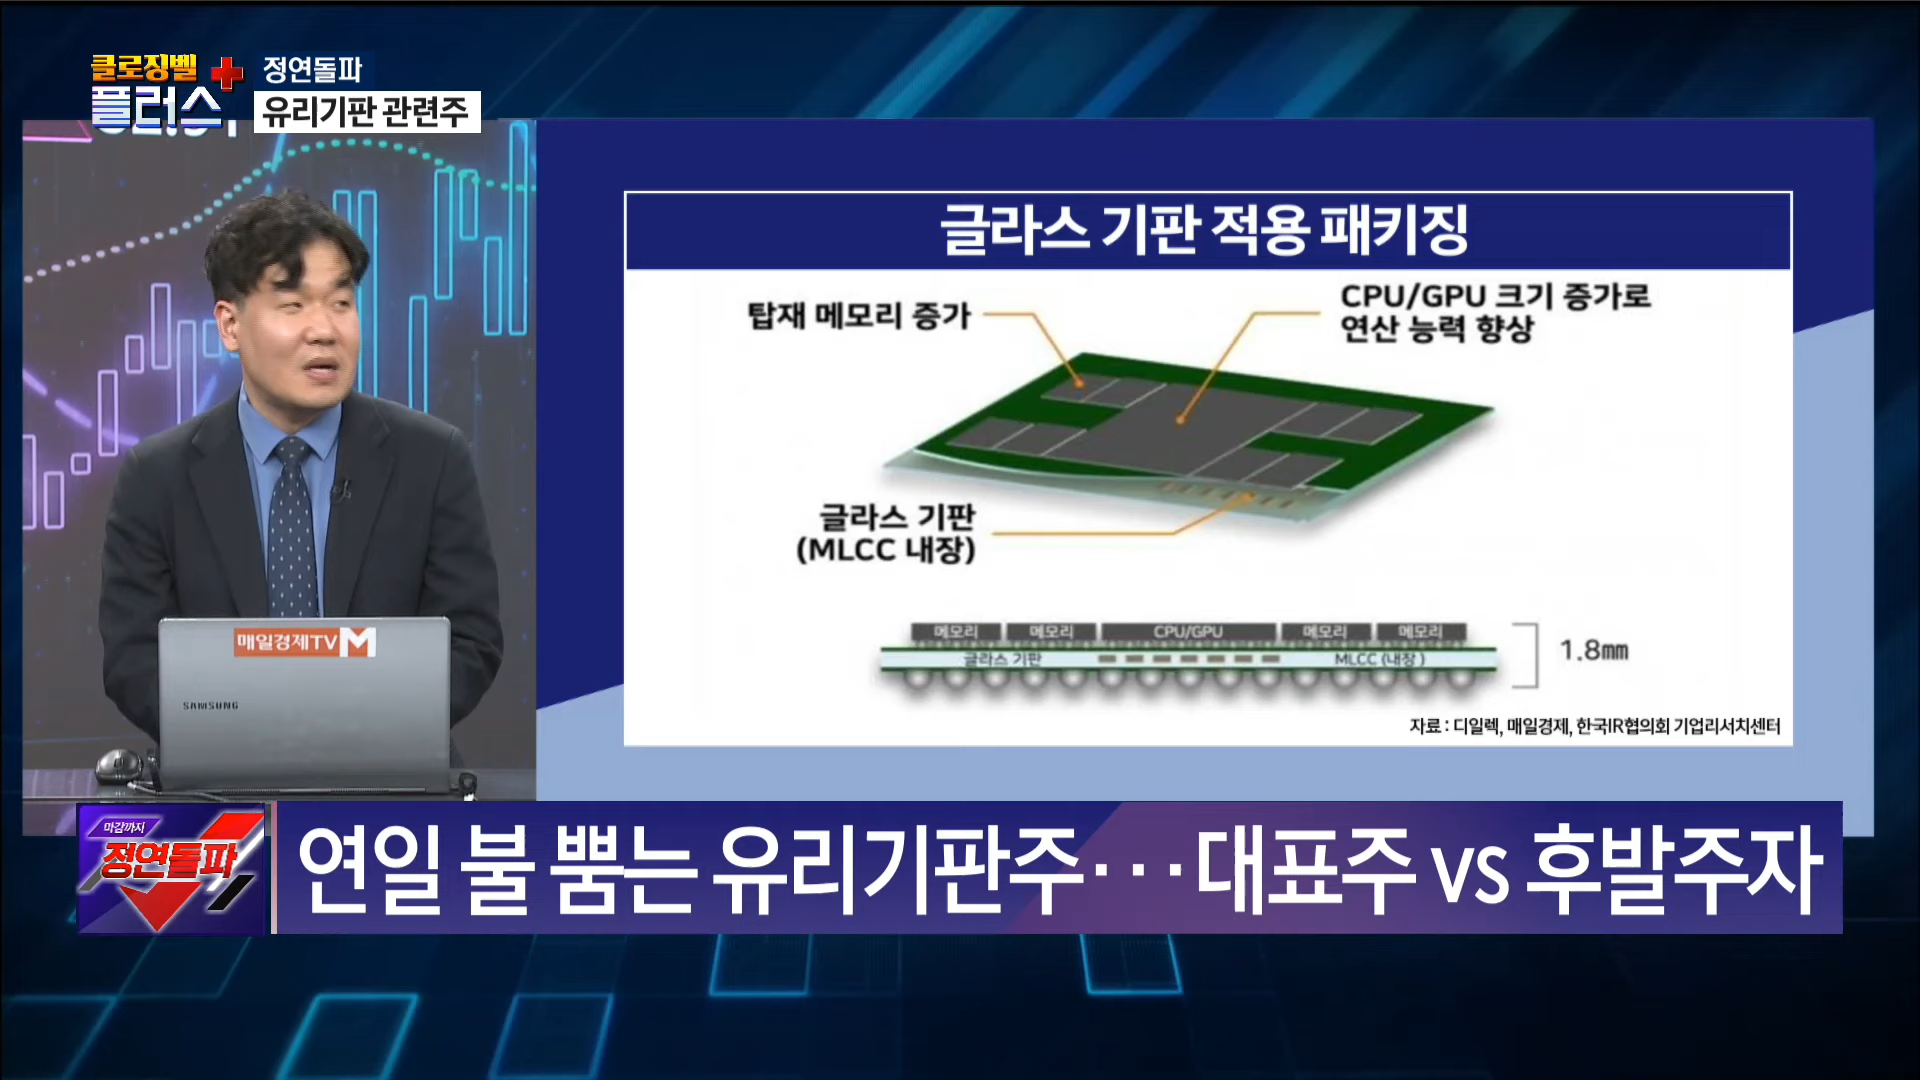 클로징벨
플러스
정연돌파
유리기판 관련주
글라스 기판 적용 패키징
탑재 메모리 증가
CPU/GPU 크기 증가로
연산 능력 향상
글라스 기판
(MLCC 내장)
메모리 메모리 CPU/GPU 메모리 메모리
글라스 기판 MLCC (내장)
1.8㎜
자료 : 디일렉, 매일경제, 한국IR협의회 기업리서치센터
매일경제TV M
SAMSUNG
마감까지
정연돌파
연일 불 뿜는 유리기판주···대표주 vs 후발주자